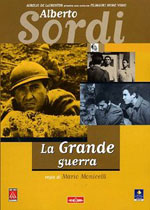 Alberto
Sordi
La Grande
guerra
regia di Mario Monicelli